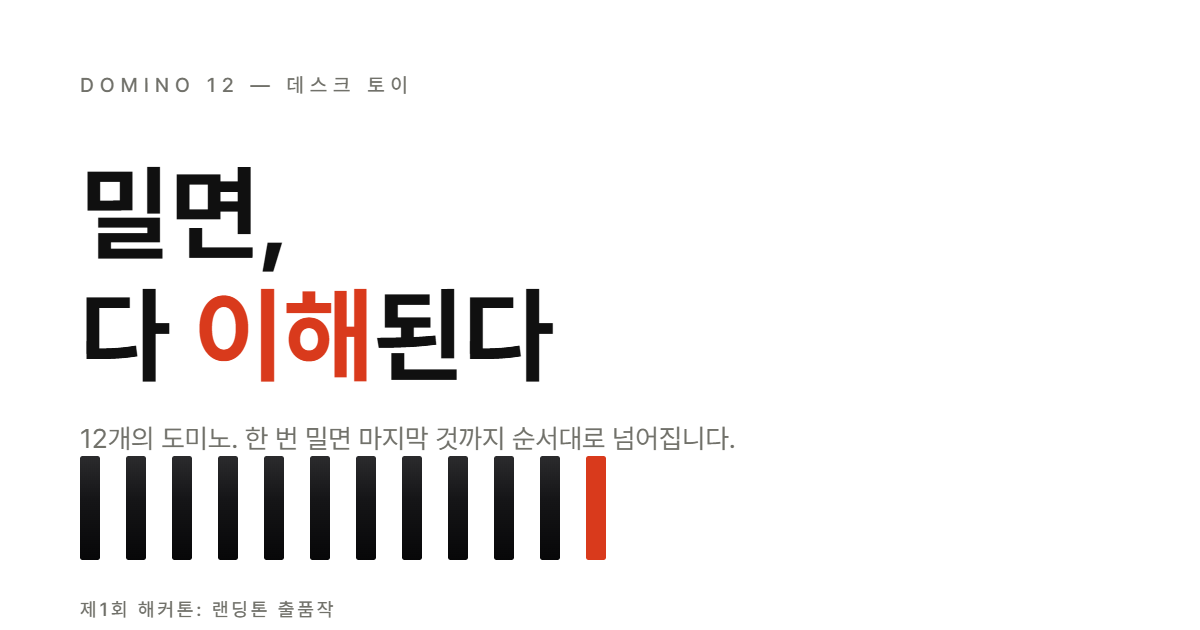 DOMINO 12 — 데스크 토이
밀면,
다 이해된다
12개의 도미노. 한 번 밀면 마지막 것까지 순서대로 넘어집니다.
제1회 해커톤: 랜딩톤 출품작